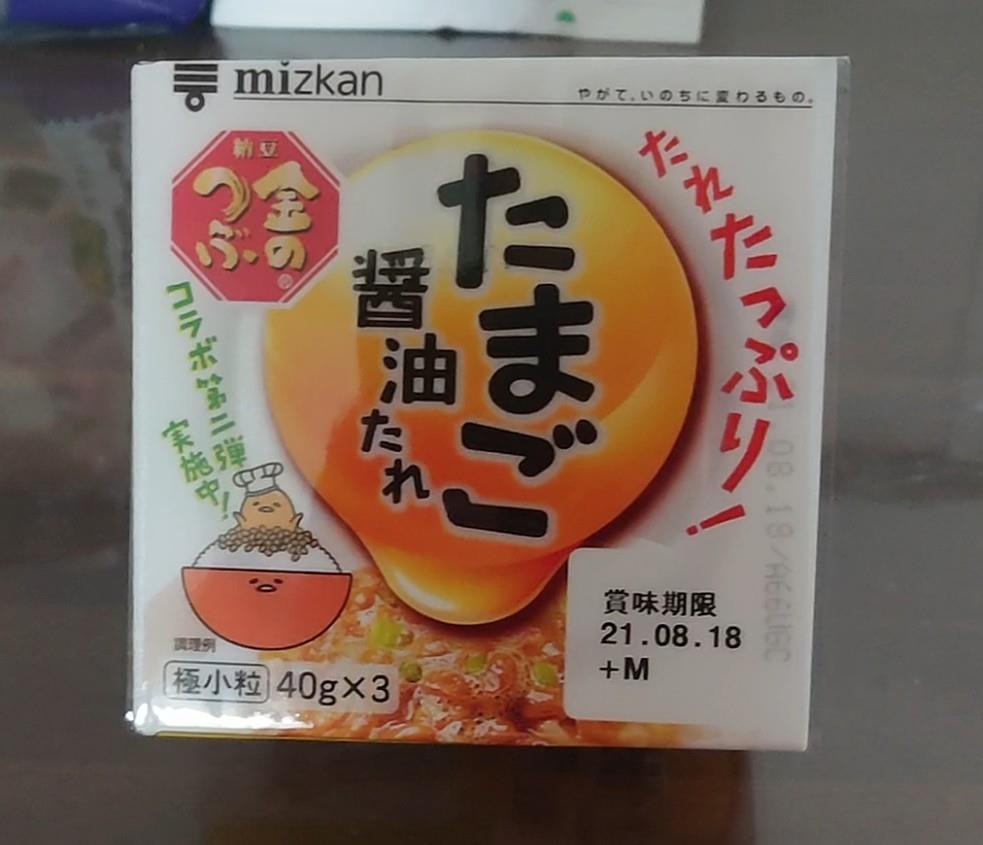 mizkan
やがて、いのちに変わるもの。
納豆
金の
つぶ®
たれたっぷり!
たまご
醤油たれ
コラボ第二弾
実施中!
調理例
極小粒 40g×3
賞味期限
21.08.18
+M